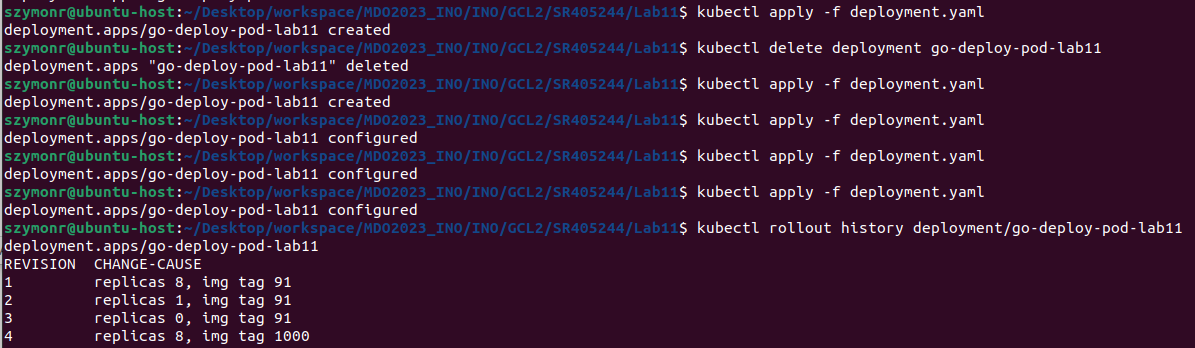 szymonr@ubuntu-host:~/Desktop/workspace/MDO2023_INO/INO/GCL2/SR405244/Lab11$ kubectl apply -f deployment.yaml
deployment.apps/go-deploy-pod-lab11 created
szymonr@ubuntu-host:~/Desktop/workspace/MDO2023_INO/INO/GCL2/SR405244/Lab11$ kubectl delete deployment go-deploy-pod-lab11
deployment.apps "go-deploy-pod-lab11" deleted
szymonr@ubuntu-host:~/Desktop/workspace/MDO2023_INO/INO/GCL2/SR405244/Lab11$ kubectl apply -f deployment.yaml
deployment.apps/go-deploy-pod-lab11 created
szymonr@ubuntu-host:~/Desktop/workspace/MDO2023_INO/INO/GCL2/SR405244/Lab11$ kubectl apply -f deployment.yaml
deployment.apps/go-deploy-pod-lab11 configured
szymonr@ubuntu-host:~/Desktop/workspace/MDO2023_INO/INO/GCL2/SR405244/Lab11$ kubectl apply -f deployment.yaml
deployment.apps/go-deploy-pod-lab11 configured
szymonr@ubuntu-host:~/Desktop/workspace/MDO2023_INO/INO/GCL2/SR405244/Lab11$ kubectl apply -f deployment.yaml
deployment.apps/go-deploy-pod-lab11 configured
szymonr@ubuntu-host:~/Desktop/workspace/MDO2023_INO/INO/GCL2/SR405244/Lab11$ kubectl rollout history deployment/go-deploy-pod-lab11
deployment.apps/go-deploy-pod-lab11
REVISION  CHANGE-CAUSE
1         replicas 8, img tag 91
2         replicas 1, img tag 91
3         replicas 0, img tag 91
4         replicas 8, img tag 1000